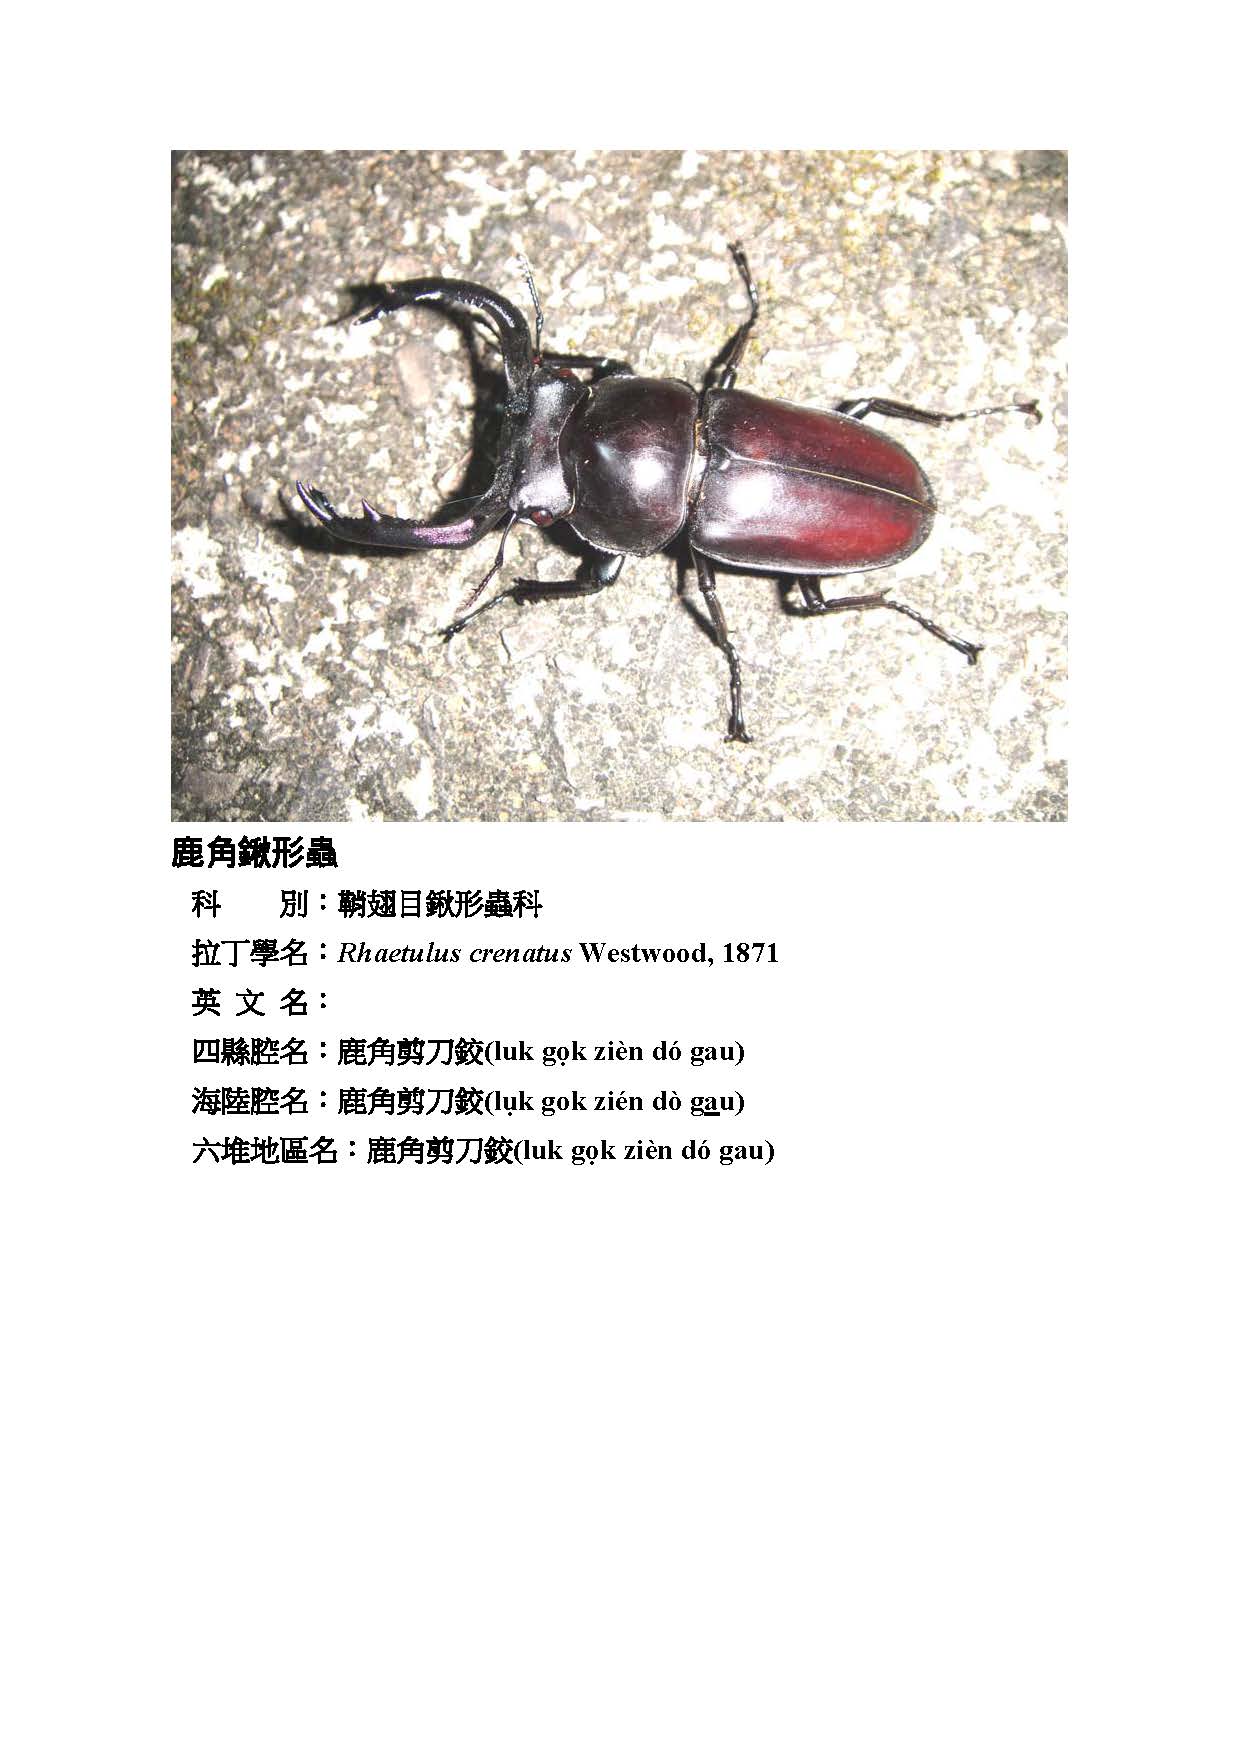 鹿角鍬形蟲
科　　別：鞘翅目鍬形蟲科
拉丁學名：Rhaetulus crenatus Westwood, 1871
英 文 名：
四縣腔名：鹿角剪刀鉸(luk gọk zièn dó gau)
海陸腔名：鹿角剪刀鉸(lụk gok zién dò ga̲u)
六堆地區名：鹿角剪刀鉸(luk gọk zièn dó gau)